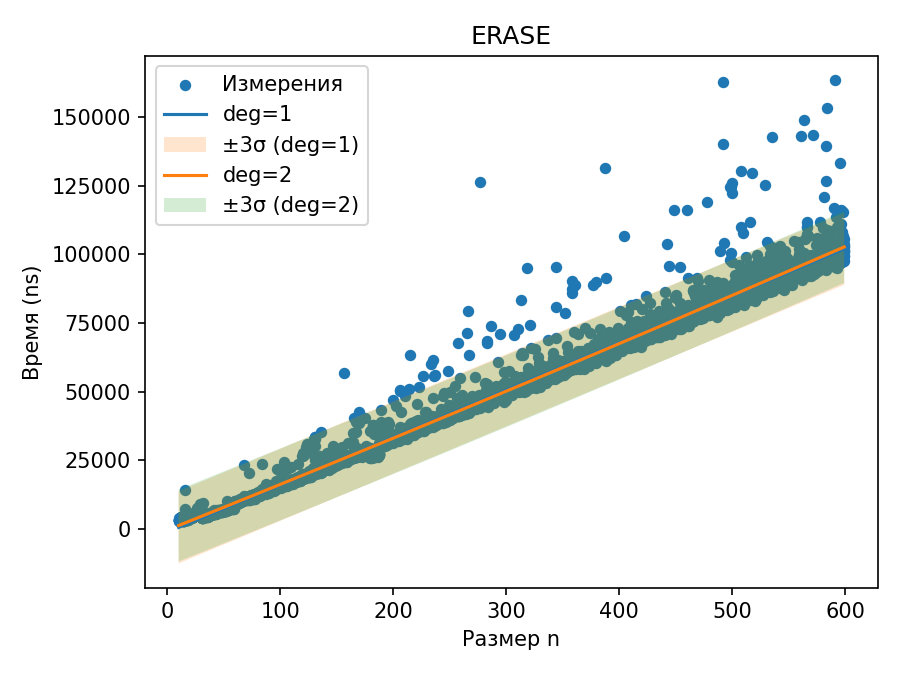 ERASE
Измерения
deg=1
±3σ (deg=1)
deg=2
±3σ (deg=2)
150000
125000
100000
75000
50000
25000
0
Время (ns)
0 100 200 300 400 500 600
Размер n